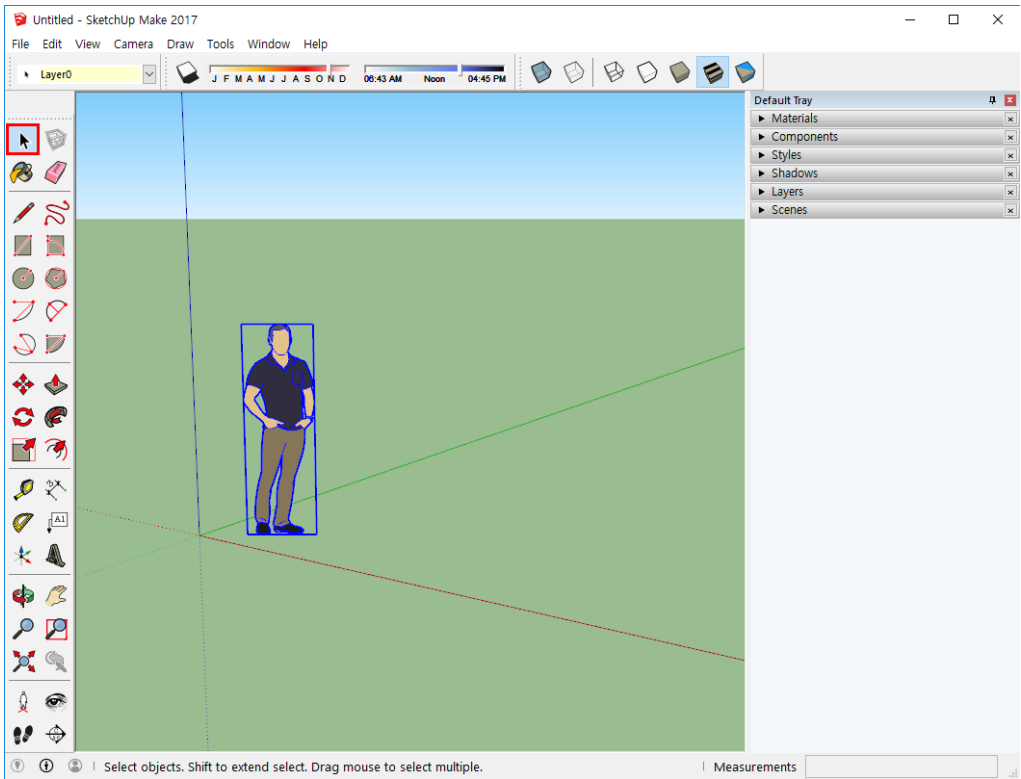 Untitled - SketchUp Make 2017
File Edit View Camera Draw Tools Window Help
Layer0
J F M A M J J A S O N D 06:43 AM Noon 04:45 PM
Default Tray
Materials
Components
Styles
Shadows
Layers
Scenes
A1
Select objects. Shift to extend select. Drag mouse to select multiple.
Measurements